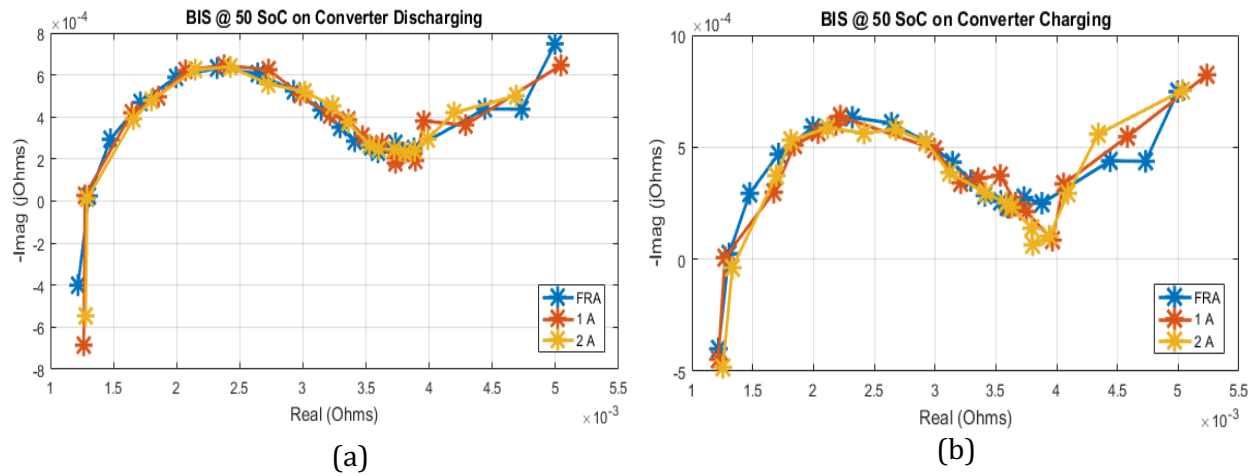 (a)
BIS @ 50 SoC on Converter Discharging
×10⁻⁴
8
6
4
2
0
-2
-4
-6
-8
-Imag (jOhms)
1 1.5 2 2.5 3 3.5 4 4.5 5 5.5
Real (Ohms)
×10⁻³
FRA
1 A
2 A
(a)
(b)
BIS @ 50 SoC on Converter Charging
×10⁻⁴
10
5
0
-5
-Imag (jOhms)
1 1.5 2 2.5 3 3.5 4 4.5 5 5.5
Real (Ohms)
×10⁻³
FRA
1 A
2 A
(b)